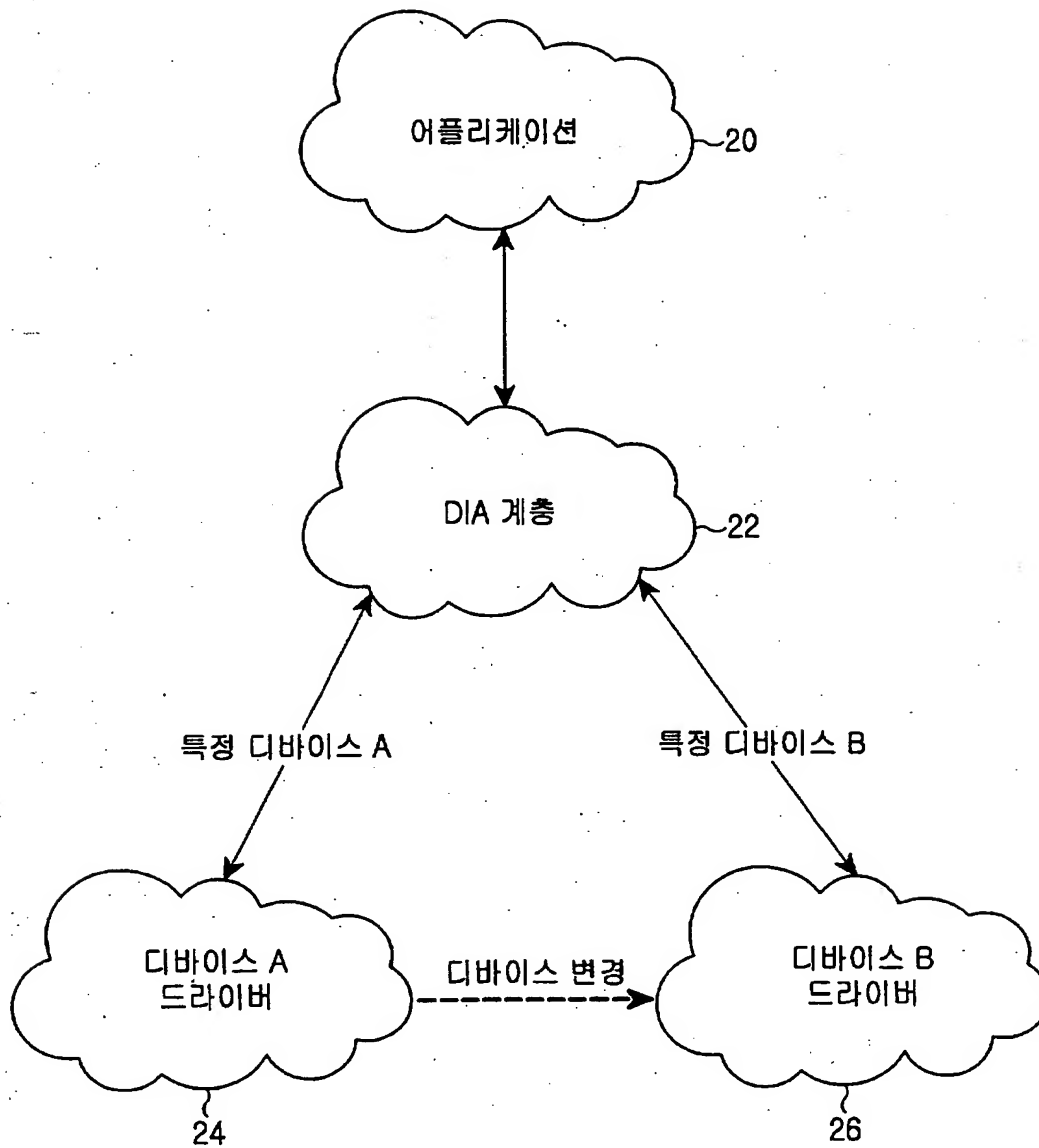 어플리케이션
20
DIA 계층
22
특정 디바이스 A
특정 디바이스 B
디바이스 A
드라이버
디바이스 변경
디바이스 B
드라이버
24
26